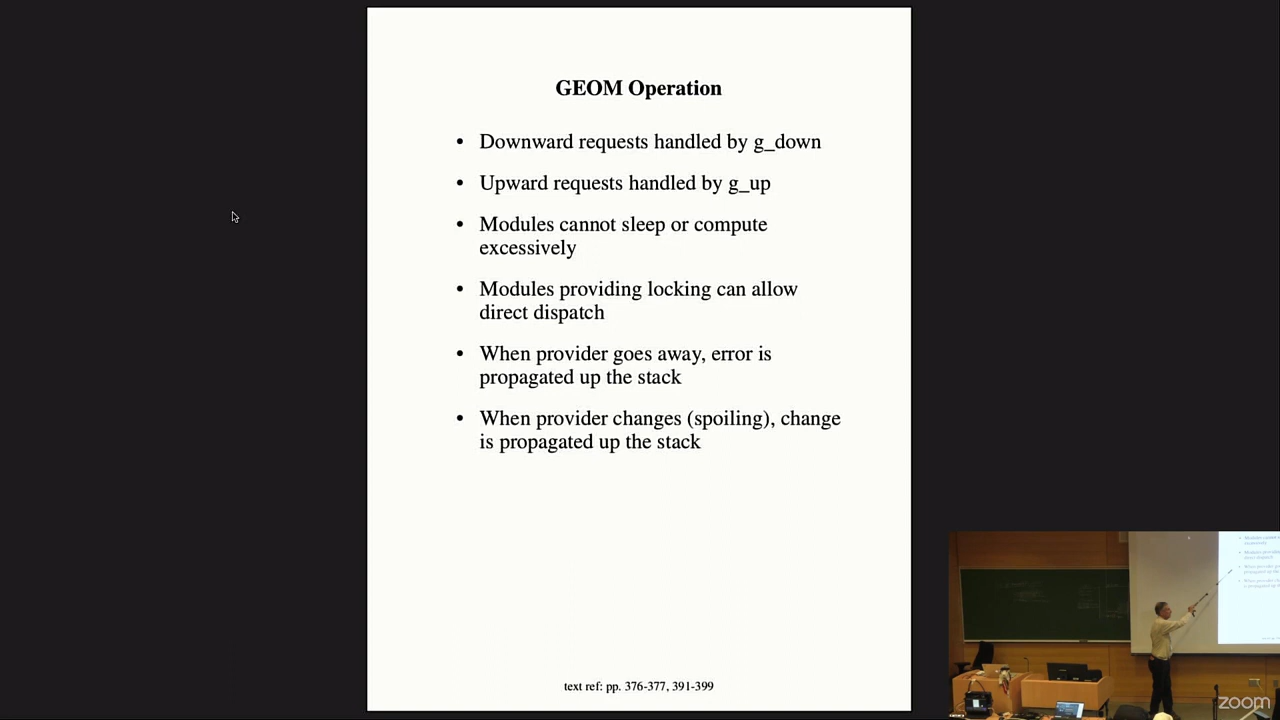 GEOM Operation
• Downward requests handled by g_down
• Upward requests handled by g_up
• Modules cannot sleep or compute
excessively
• Modules providing locking can allow
direct dispatch
• When provider goes away, error is
propagated up the stack
• When provider changes (spoiling), change
is propagated up the stack
text ref: pp. 376-377, 391-399
zoom